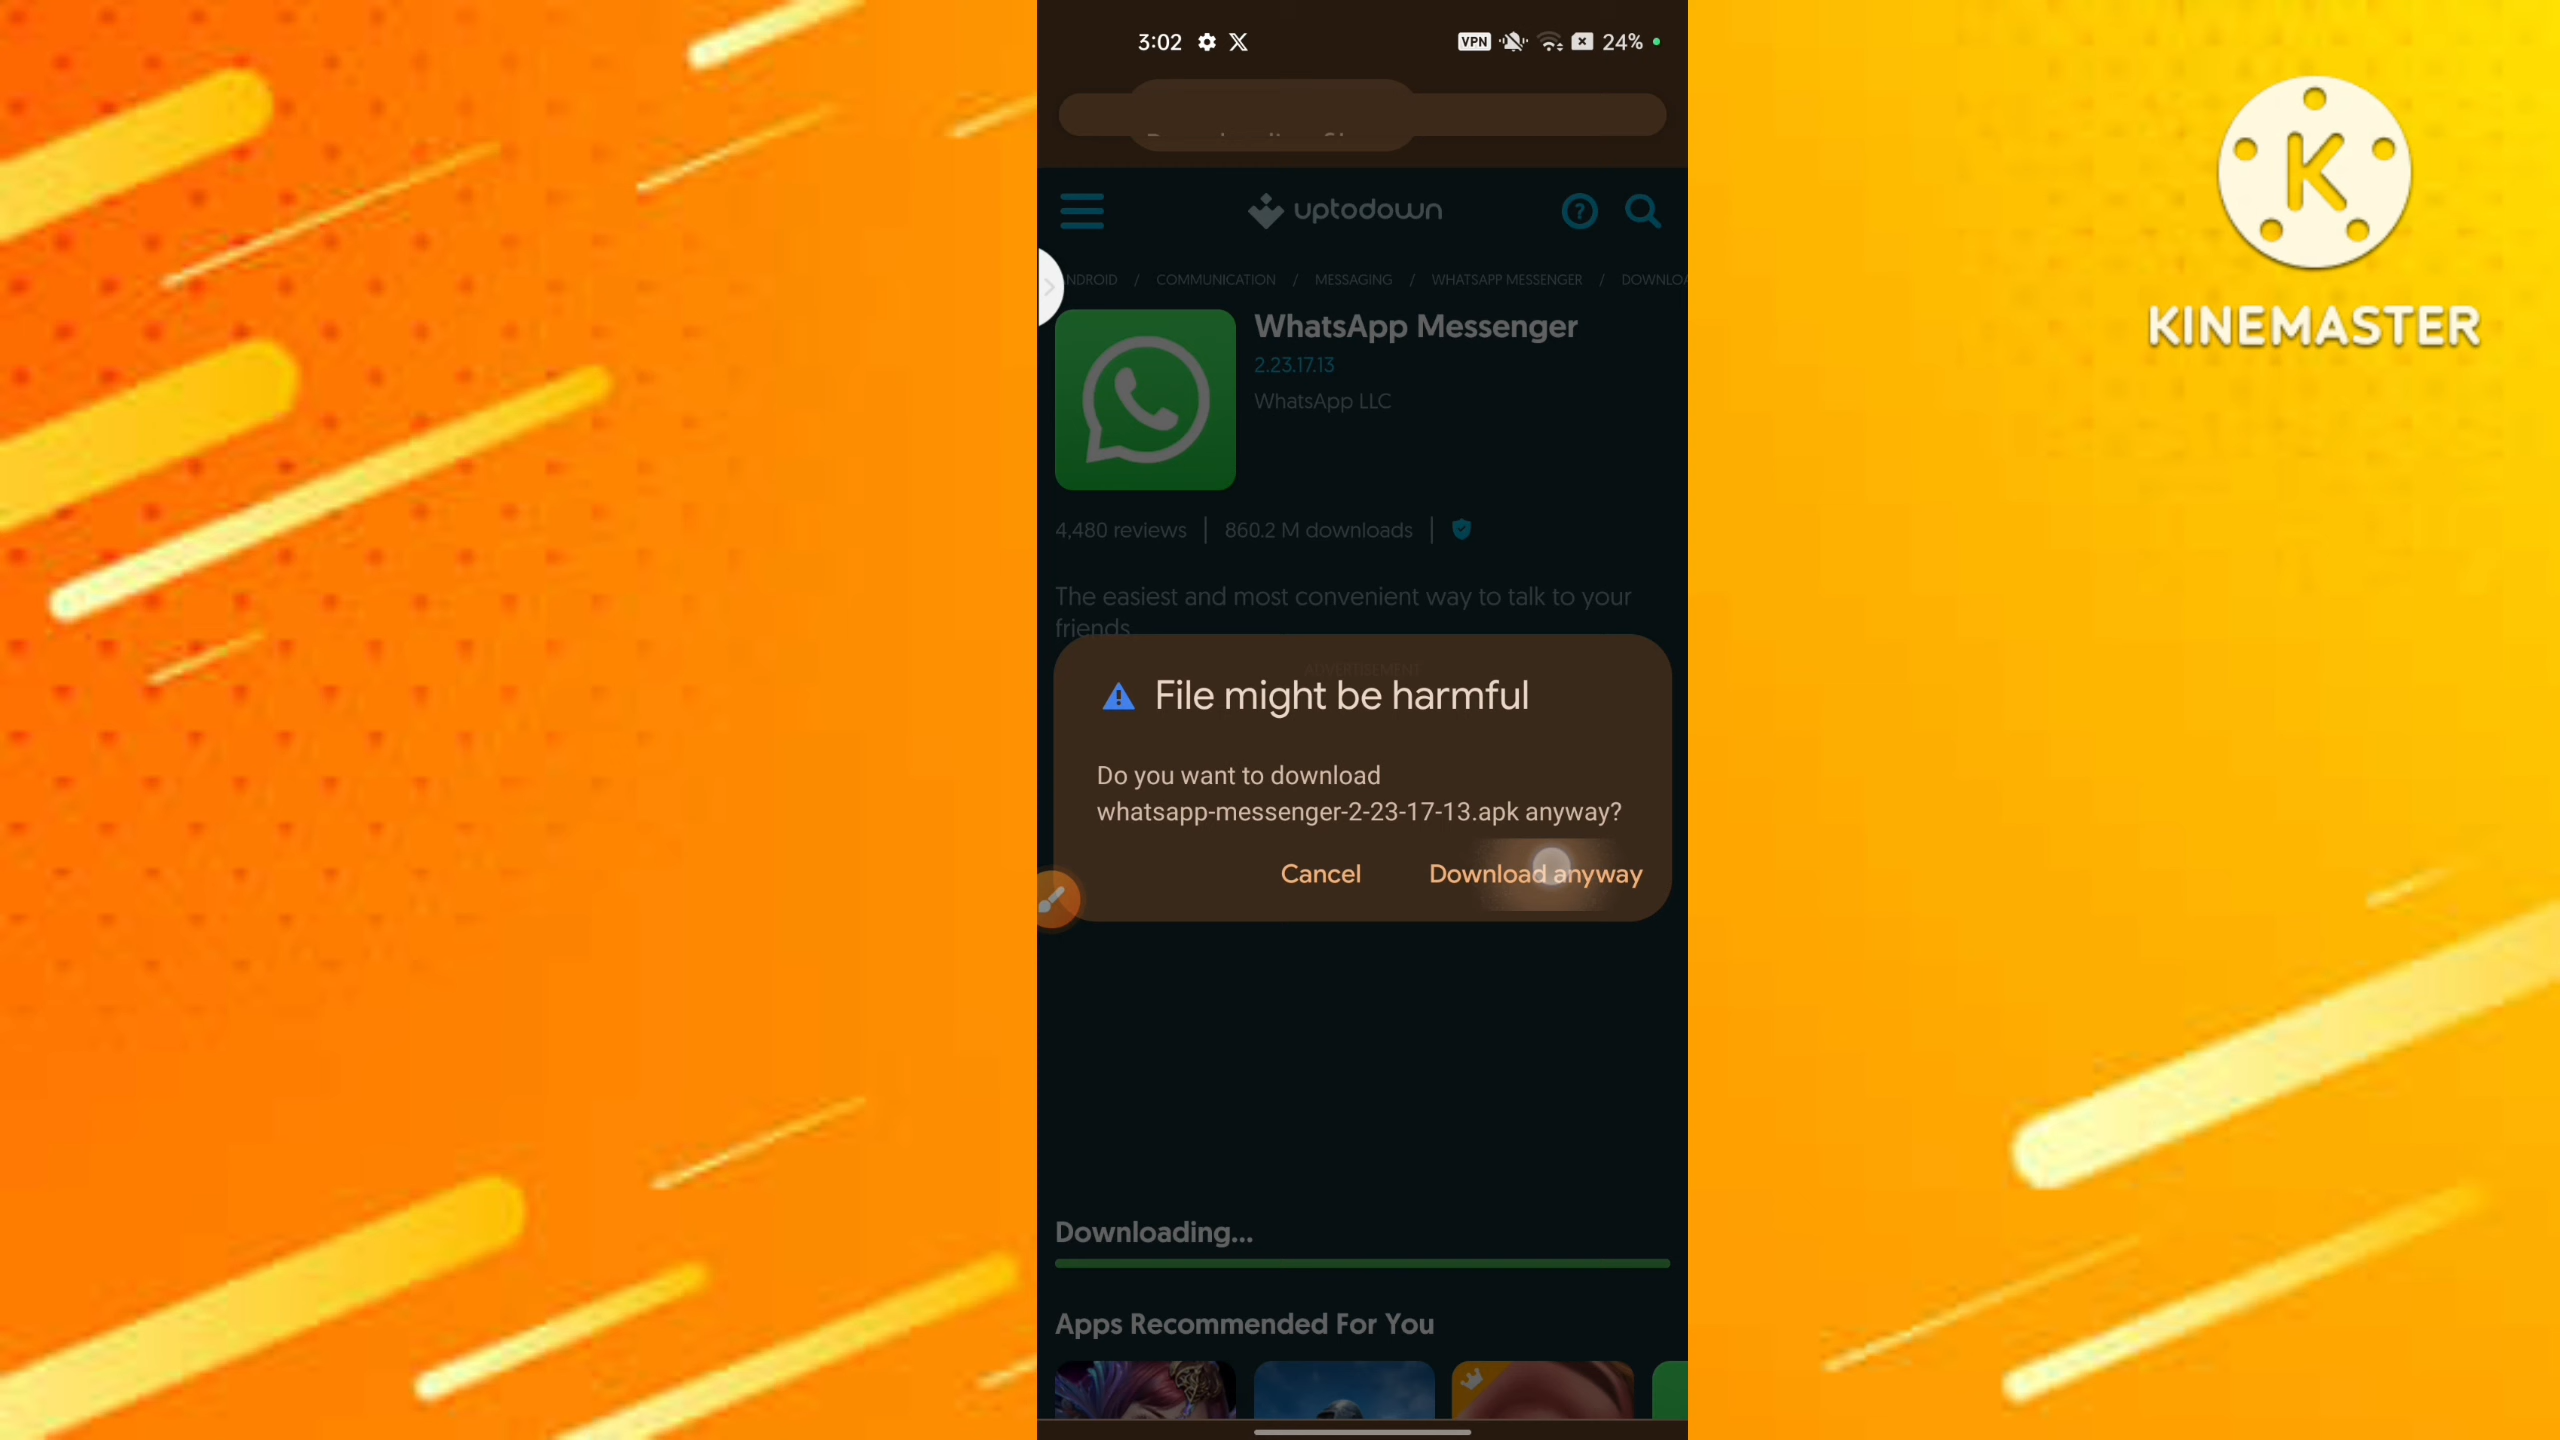 3:02
VPN
24%
KINEMASTER
uptodown
NDROID / COMMUNICATION / MESSAGING / WHATSAPP MESSENGER / DOWNLOA
WhatsApp Messenger
2.23.17.13
WhatsApp LLC
4,480 reviews
860.2 M downloads
The easiest and most convenient way to talk to your
friends
ADVERTISEMENT
File might be harmful
Do you want to download
whatsapp-messenger-2-23-17-13.apk anyway?
Cancel
Download anyway
Downloading...
Apps Recommended For You